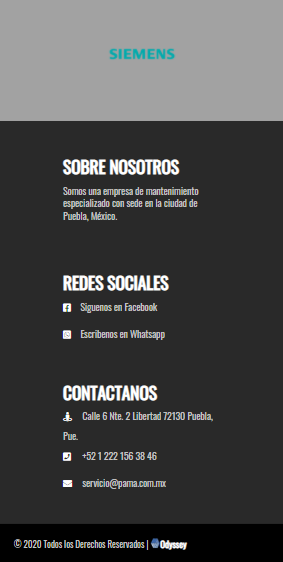 SIEMENS
SOBRE NOSOTROS
Somos una empresa de mantenimiento
especializado con sede en la ciudad de
Puebla, México.
REDES SOCIALES
Siguenos en Facebook
Escribenos en Whatsapp
CONTACTANOS
Calle 6 Nte. 2 Libertad 72130 Puebla,
Pue.
+52 1 222 156 38 46
servicio@pama.com.mx
© 2020 Todos los Derechos Reservados | Odyssey